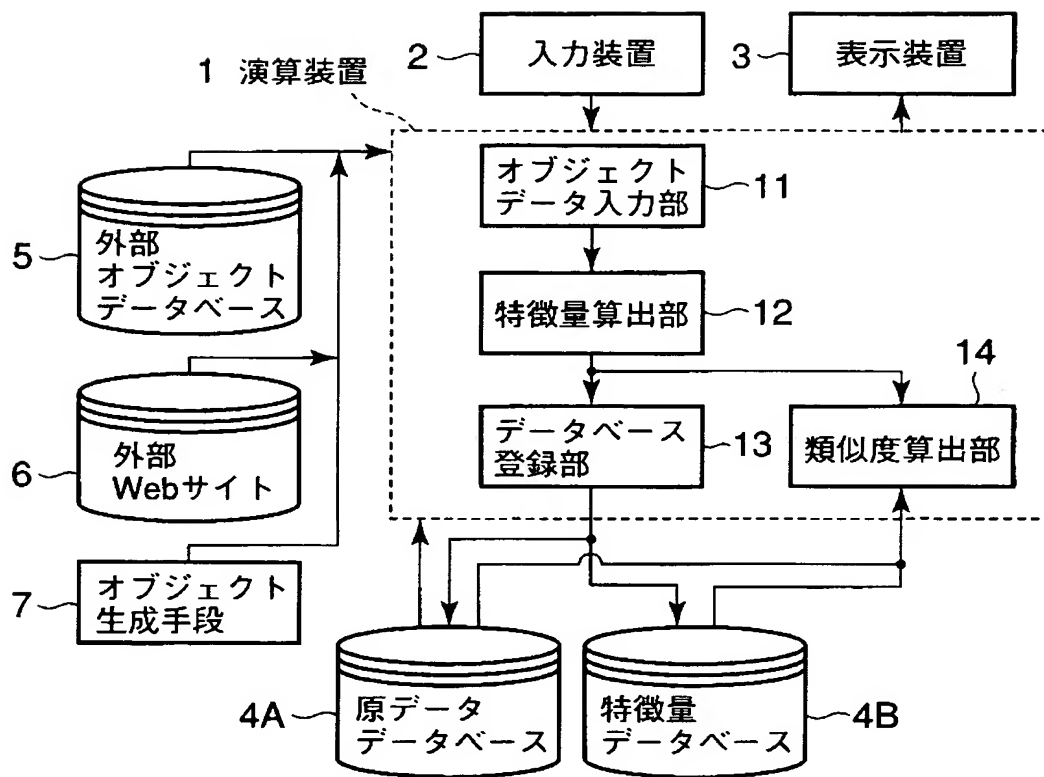 2
入力装置
3
表示装置
1 演算装置
オブジェクト
データ入力部
11
5
外部
オブジェクト
データベース
特徴量算出部
12
14
6
外部
Webサイト
データベース
登録部
13
類似度算出部
7
オブジェクト
生成手段
4A
原データ
データベース
特徴量
データベース
4B